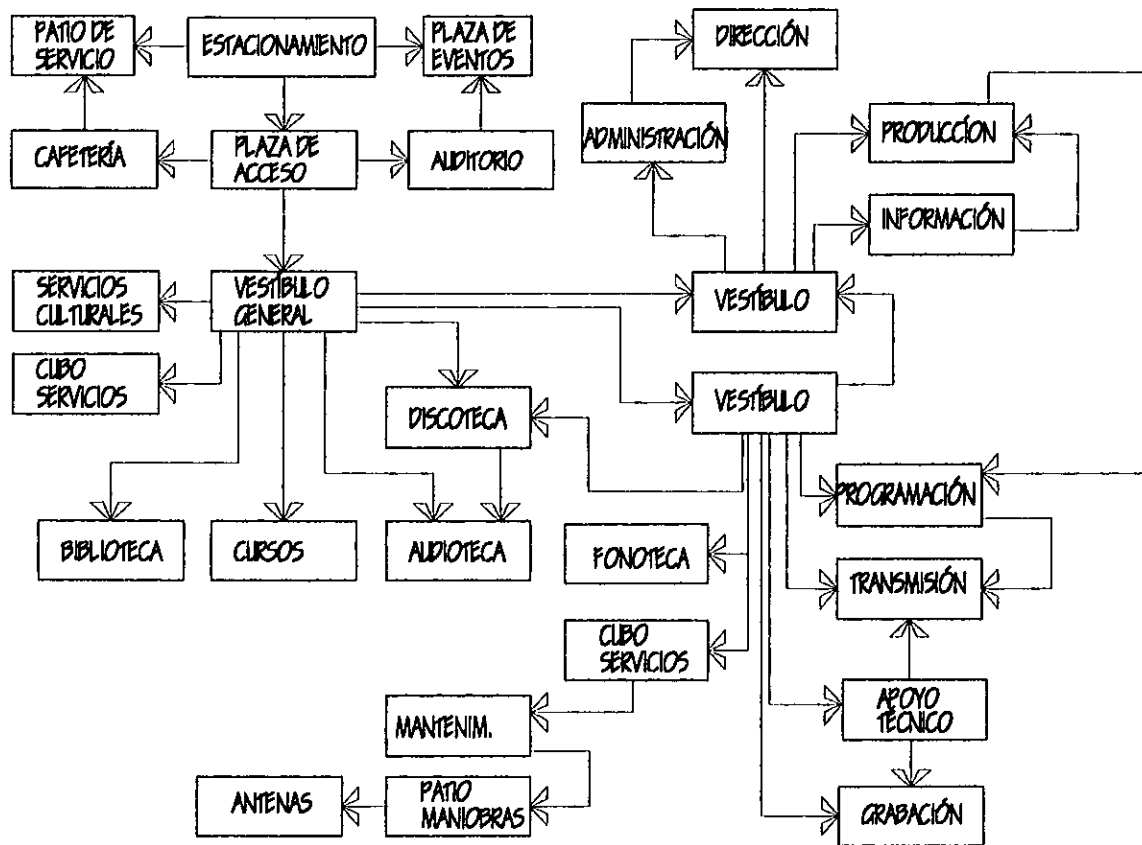 PATIO DE
SERVICIO
ESTACIONAMIENTO
PLAZA DE
EVENTOS
DIRECCIÓN
CAFETERÍA
PLAZA DE
ACCESO
AUDITORIO
ADMINISTRACIÓN
PRODUCCÍON
INFORMACIÓN
SERVICIOS
CULTURALES
VESTÍBULO
GENERAL
VESTÍBULO
CUBO
SERVICIOS
DISCOTECA
VESTÍBULO
PROGRAMACIÓN
BIBLIOTECA
CURSOS
AUDIOTECA
FONOTECA
TRANSMISIÓN
CUBO
SERVICIOS
MANTENIM.
APOYO
TÉCNICO
ANTENAS
PATIO
MANIOBRAS
GRABACIÓN